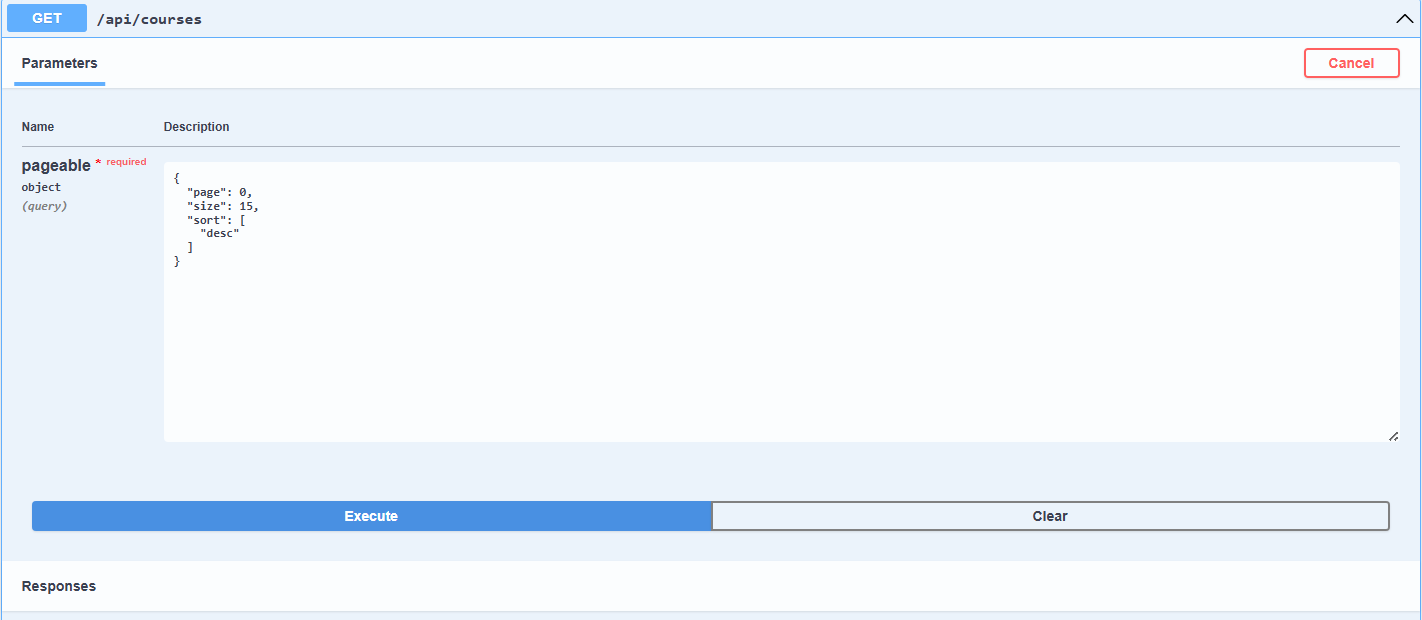 GET /api/courses
Parameters
Cancel
Name Description
pageable * required
object
(query)
{
  "page": 0,
  "size": 15,
  "sort": [
    "desc"
  ]
}
Execute
Clear
Responses